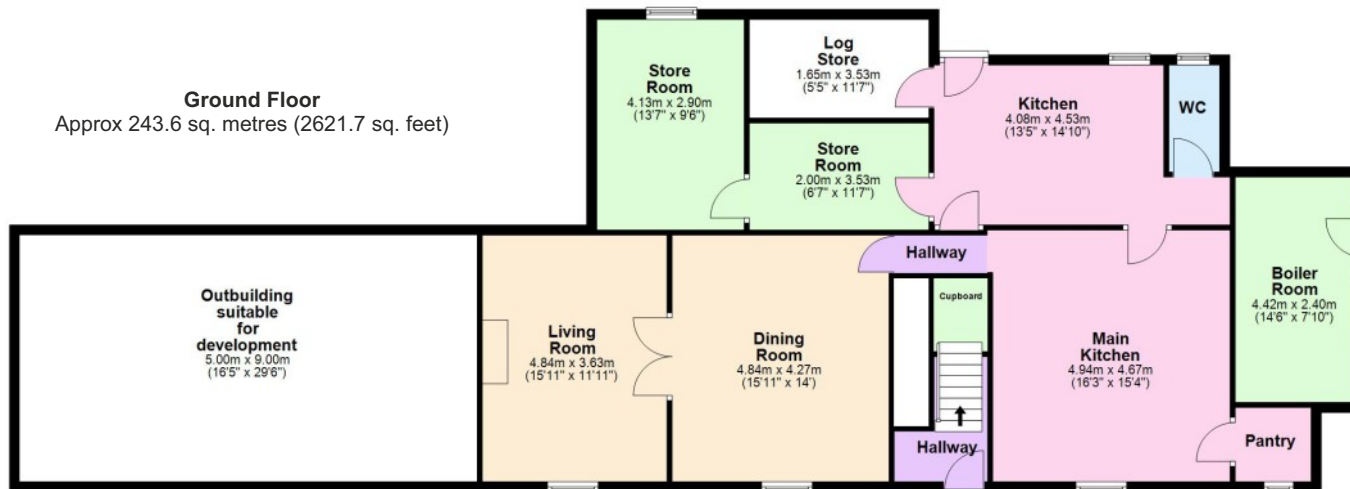 Ground Floor
Approx 243.6 sq. metres (2621.7 sq. feet)
Store
Room
4.13m x 2.90m
(13'7" x 9'6")
Log
Store
1.65m x 3.53m
(5'5" x 11'7")
Kitchen
4.08m x 4.53m
(13'5" x 14'10")
WC
Store
Room
2.00m x 3.53m
(6'7" x 11'7")
Hallway
Boiler
Room
4.42m x 2.40m
(14'6" x 7'10")
Outbuilding
suitable
for
development
5.00m x 9.00m
(16'5" x 29'6")
Living
Room
4.84m x 3.63m
(15'11" x 11'11")
Dining
Room
4.84m x 4.27m
(15'11" x 14')
Cupboard
Main
Kitchen
4.94m x 4.67m
(16'3" x 15'4")
Hallway
Pantry